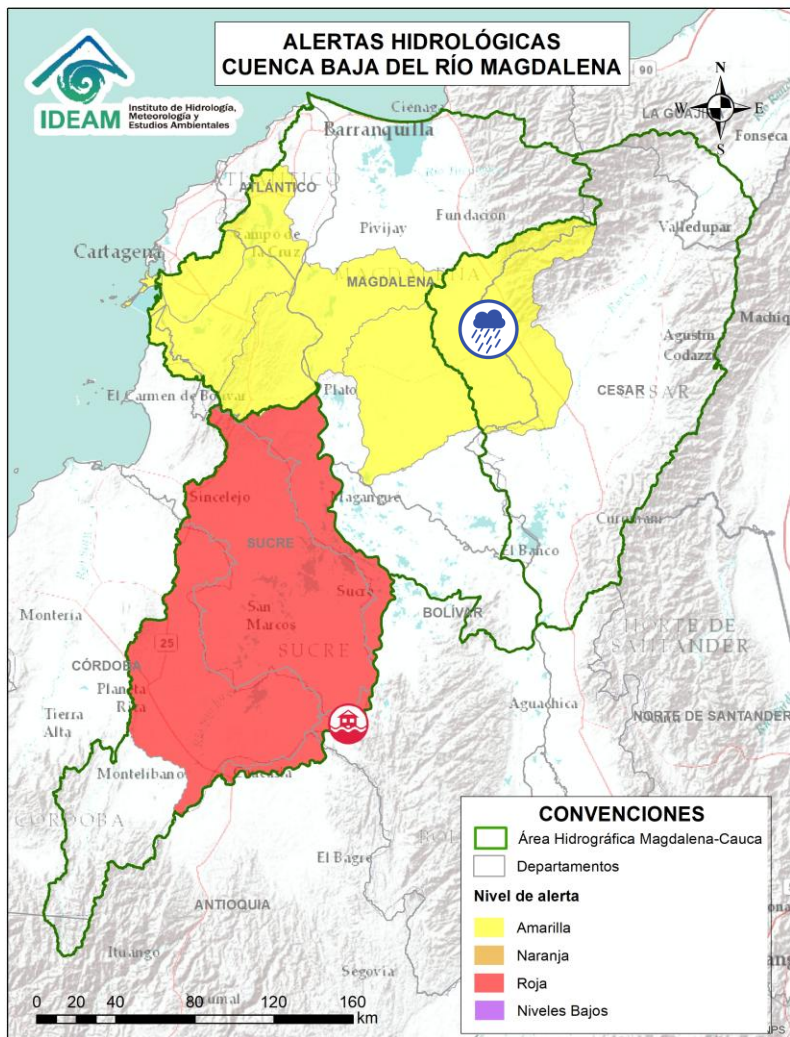 ALERTAS HIDROLÓGICAS
CUENCA BAJA DEL RÍO MAGDALENA
IDEAM
Instituto de Hidrología,
Meteorología y
Estudios Ambientales
N
W
E
S
90
Ciénaga
LA GUAJIRA
Barranquilla
Fonseca
ATLÁNTICO
Fundación
Pivijay
Valledupar
Campo de
la Cruz
Cartagena
MAGDALENA
Agustín
Codazzi
El Carmen de Bolívar
Plato
CESAR
CESAR
Sincelejo
Magangué
SUCRE
El Banco
Sucre
San
Marcos
BOLÍVAR
Montería
SUCRE
NORTE DE
SANTANDER
25
CÓRDOBA
Planeta
Rica
Aguachica
Tierra
Alta
NORTE DE SANTANDER
Montelíbano
CÓRDOBA
El Bagre
ANTIOQUIA
Ituango
Segovia
CONVENCIONES
Área Hidrográfica Magdalena-Cauca
Departamentos
Nivel de alerta
Amarilla
Naranja
Roja
Niveles Bajos
0 20 40 80 120 160
km